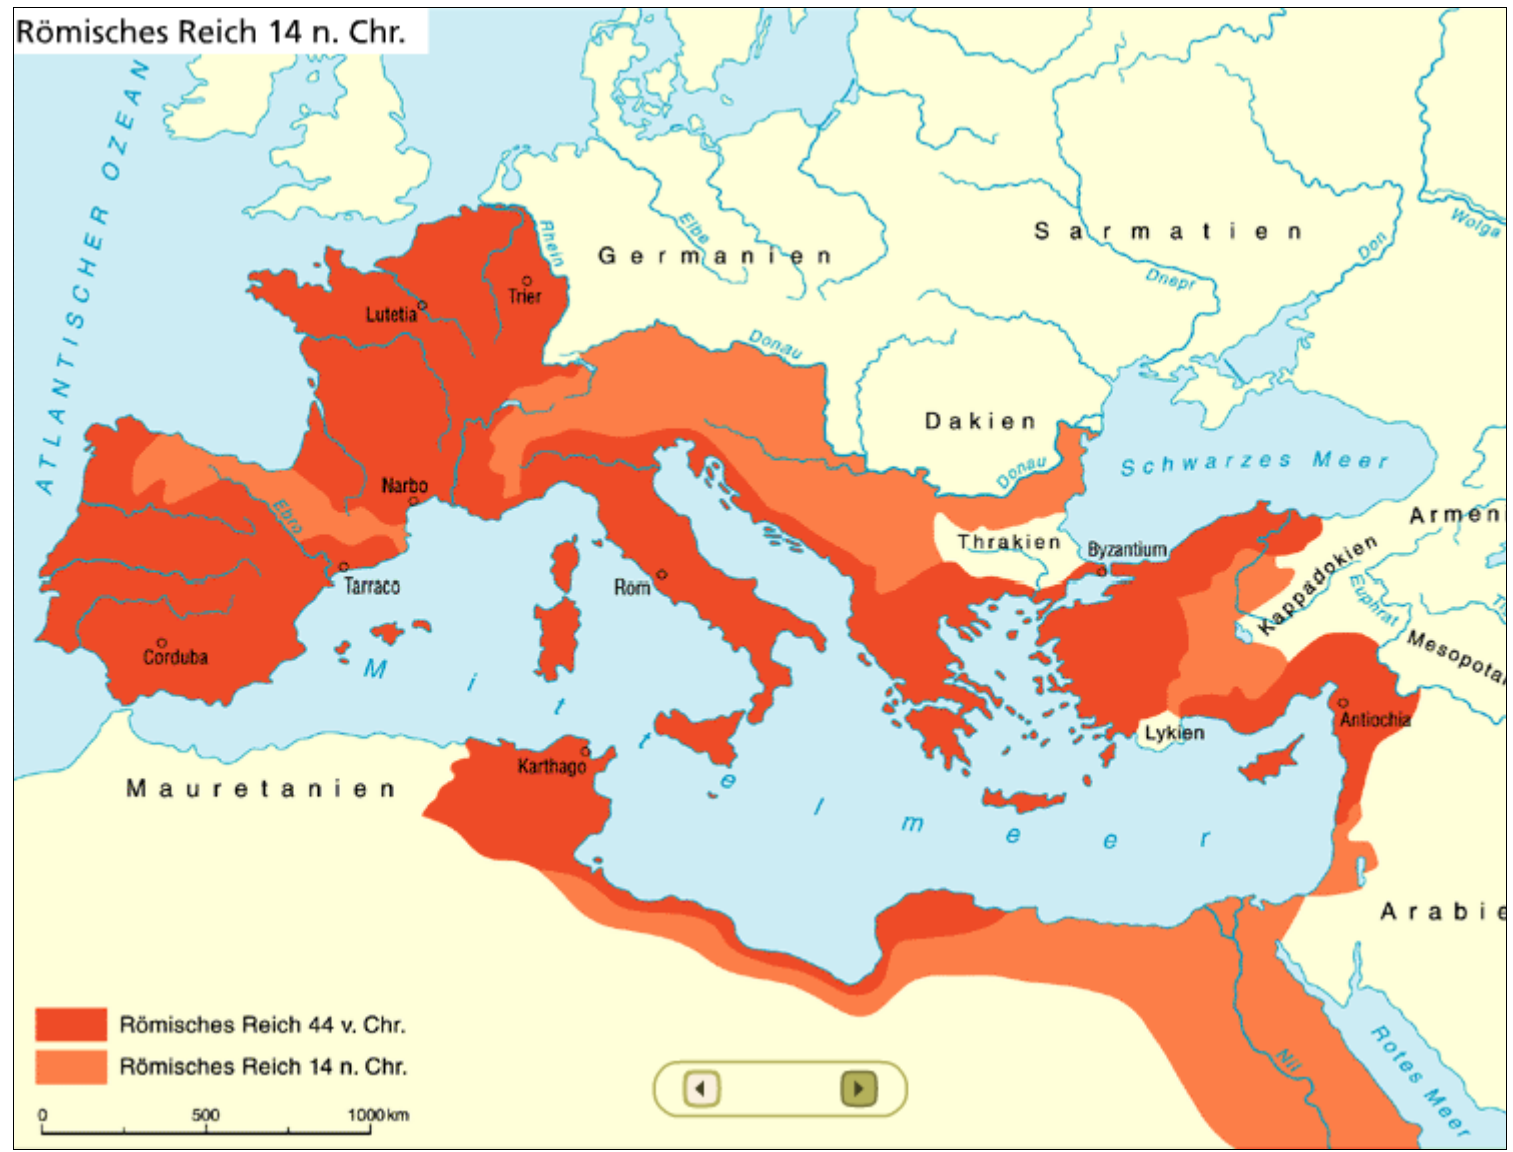 Römisches Reich 14 n. Chr.
ATLANTISCHER OZEAN
Rhein
Elbe
Germanien
Sarmatien
Wolga
Don
Dnepr
Trier
Lutetia
Donau
Dakien
Donau
Schwarzes Meer
Narbo
Ebro
Armen
Thrakien
Byzantium
Kappadokien
Euphrat
Ti
Tarraco
Rom
Mesopota
Corduba
Mittelmeer
Antiochia
Lykien
Karthago
Mauretanien
Arabie
Römisches Reich 44 v. Chr.
Römisches Reich 14 n. Chr.
Nil
Rotes Meer
0 500 1000 km